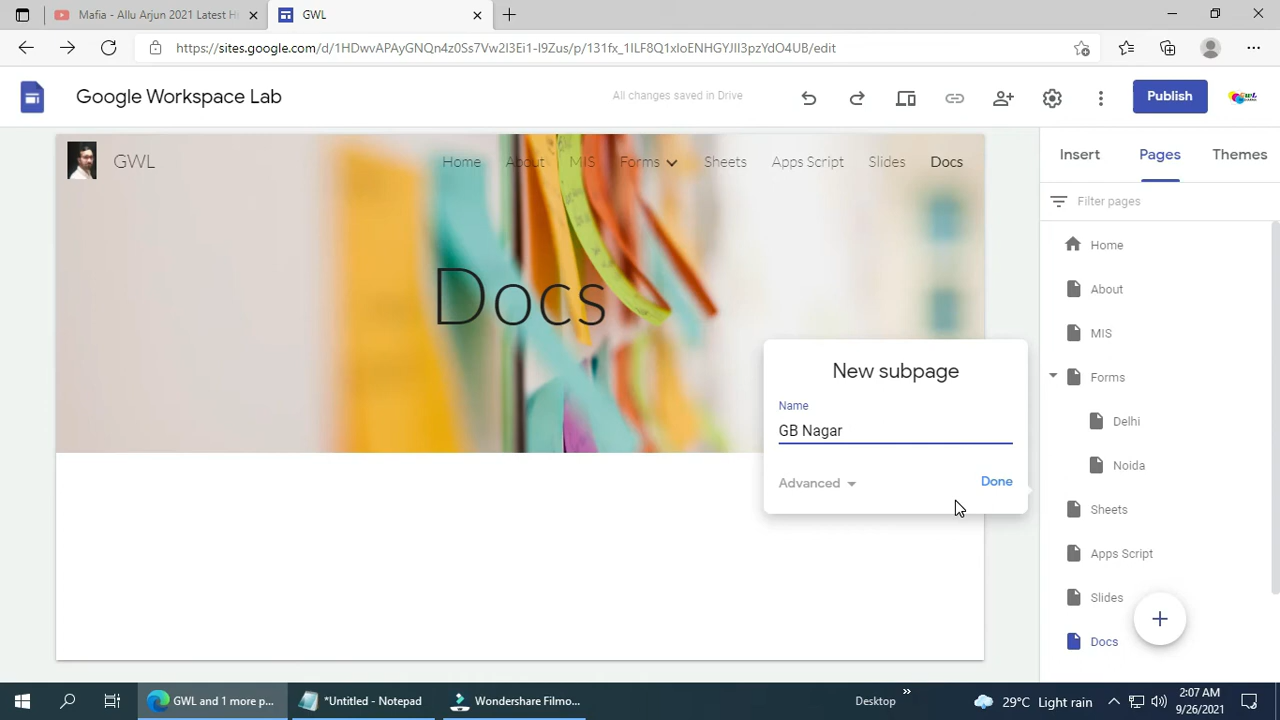 Mafia - Allu Arjun 2021 Latest H
GWL
https://sites.google.com/d/1HDwvAPAyGNQn4z0Ss7Vw2I3Ei1-I9Zus/p/131fx_1ILF8Q1xIoENHGYJII3pzYdO4UB/edit
Google Workspace Lab
All changes saved in Drive
Publish
GWL
Home
About
MIS
Forms
Sheets
Apps Script
Slides
Docs
Docs
New subpage
Name
GB Nagar
Advanced
Done
Insert
Pages
Themes
Filter pages
Home
About
MIS
Forms
Delhi
Noida
Sheets
Apps Script
Slides
Docs
GWL and 1 more p...
*Untitled - Notepad
Wondershare Filmo...
Desktop
29°C Light rain
2:07 AM
9/26/2021